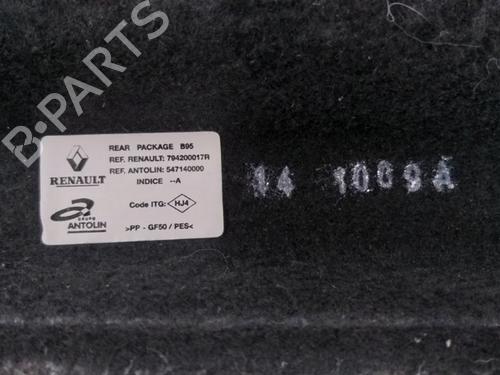 B-PARTS
REAR PACKAGE B95
REF. RENAULT: 794200017R
REF. ANTOLIN: 547140000
INDICE --A
Code ITG: HJ4
>PP - GF50 / PES<
RENAULT
GRUPO
ANTOLIN
14 1009A